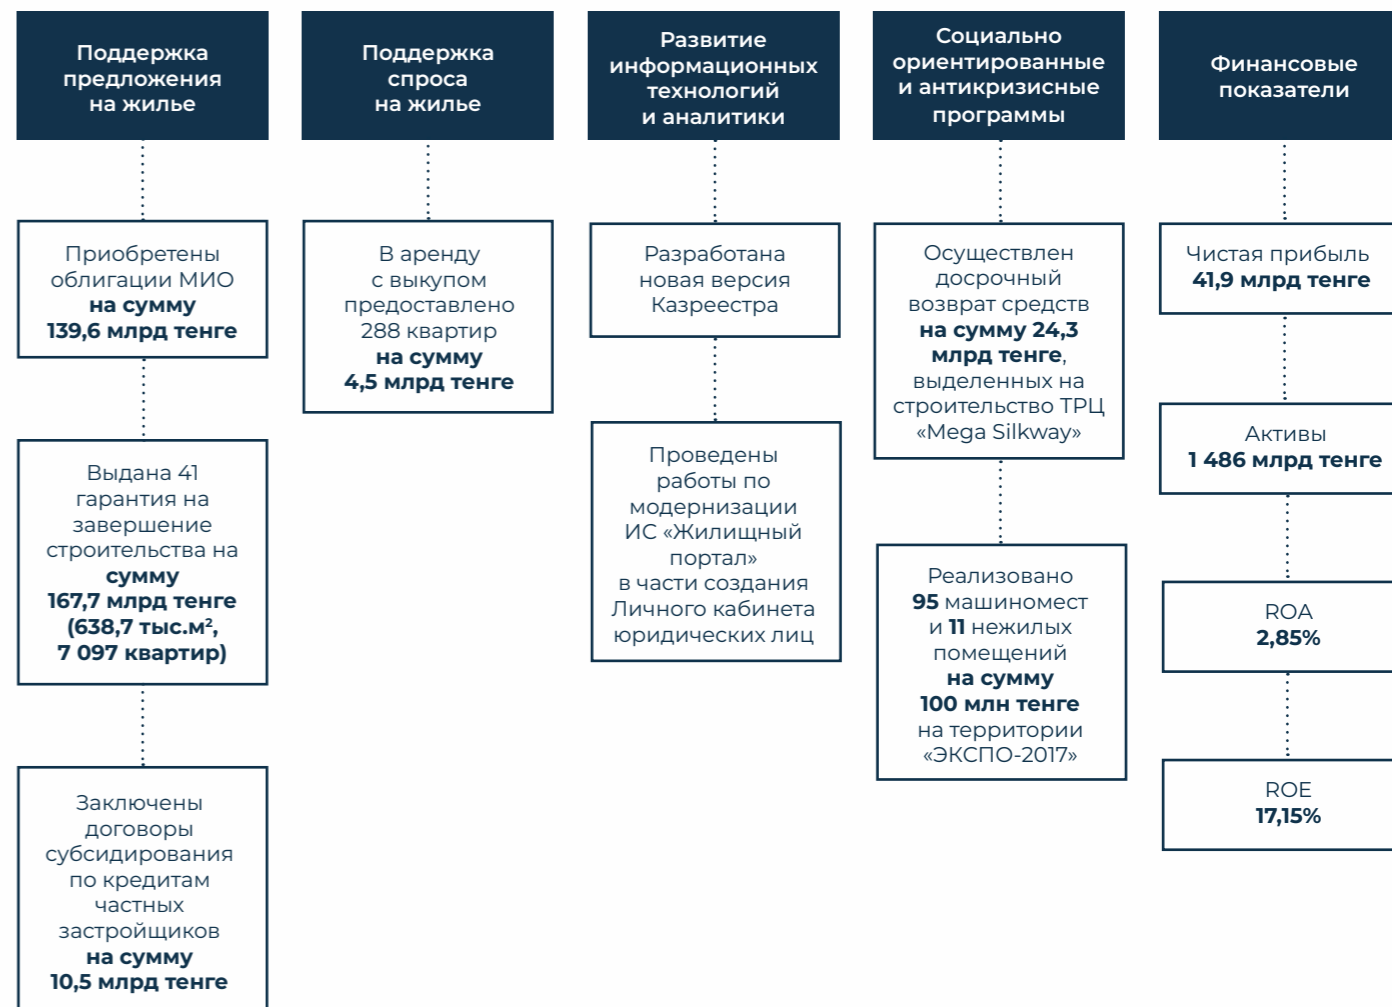 Поддержка
предложения
на жилье
Приобретены
облигации МИО
на сумму
139,6 млрд тенге
Выдана 41
гарантия на
завершение
строительства на
сумму
167,7 млрд тенге
(638,7 тыс.м²,
7 097 квартир)
Заключены
договоры
субсидирования
по кредитам
частных
застройщиков
на сумму
10,5 млрд тенге
Поддержка
спроса
на жилье
В аренду
с выкупом
предоставлено
288 квартир
на сумму
4,5 млрд тенге
Развитие
информационных
технологий
и аналитики
Разработана
новая версия
Казреестра
Проведены
работы по
модернизации
ИС «Жилищный
портал»
в части создания
Личного кабинета
юридических лиц
Социально
ориентированные
и антикризисные
программы
Осуществлен
досрочный
возврат средств
на сумму 24,3
млрд тенге,
выделенных на
строительство ТРЦ
«Mega Silkway»
Реализовано
95 машиномест
и 11 нежилых
помещений
на сумму
100 млн тенге
на территории
«ЭКСПО-2017»
Финансовые
показатели
Чистая прибыль
41,9 млрд тенге
Активы
1 486 млрд тенге
ROA
2,85%
ROE
17,15%